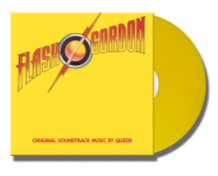 FLASH GORDON
ORIGINAL SOUNDTRACK MUSIC BY QUEEN